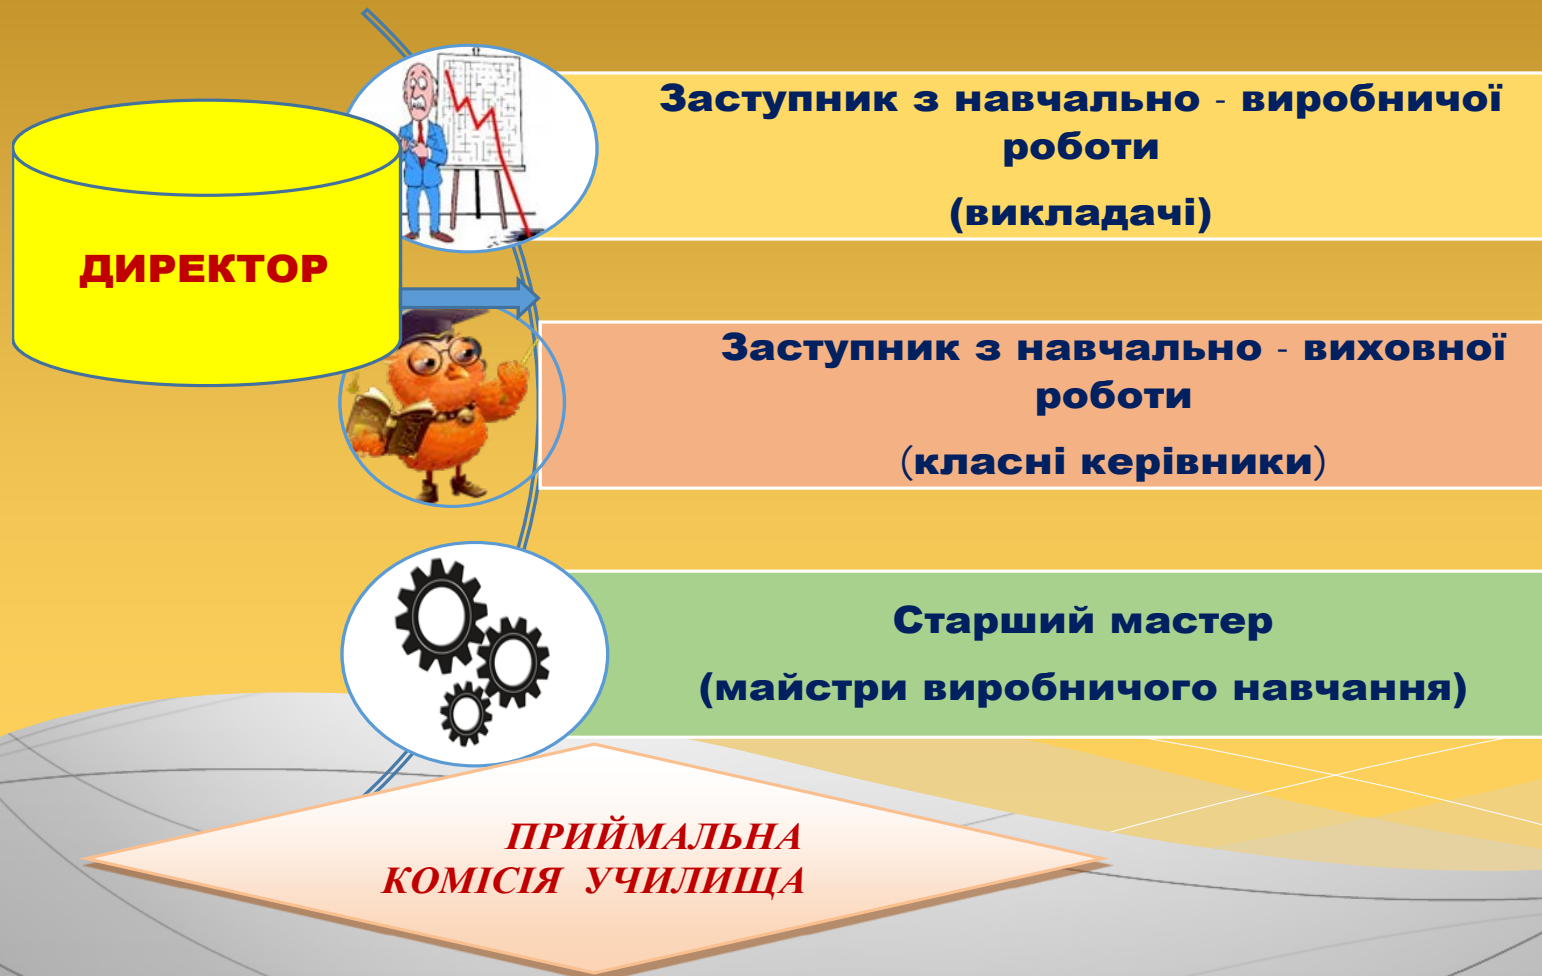 Заступник з навчально - виробничої
роботи
(викладачі)
ДИРЕКТОР
Заступник з навчально - виховної
роботи
(класні керівники)
Старший мастер
(майстри виробничого навчання)
ПРИЙМАЛЬНА
КОМІСІЯ УЧИЛИЩА